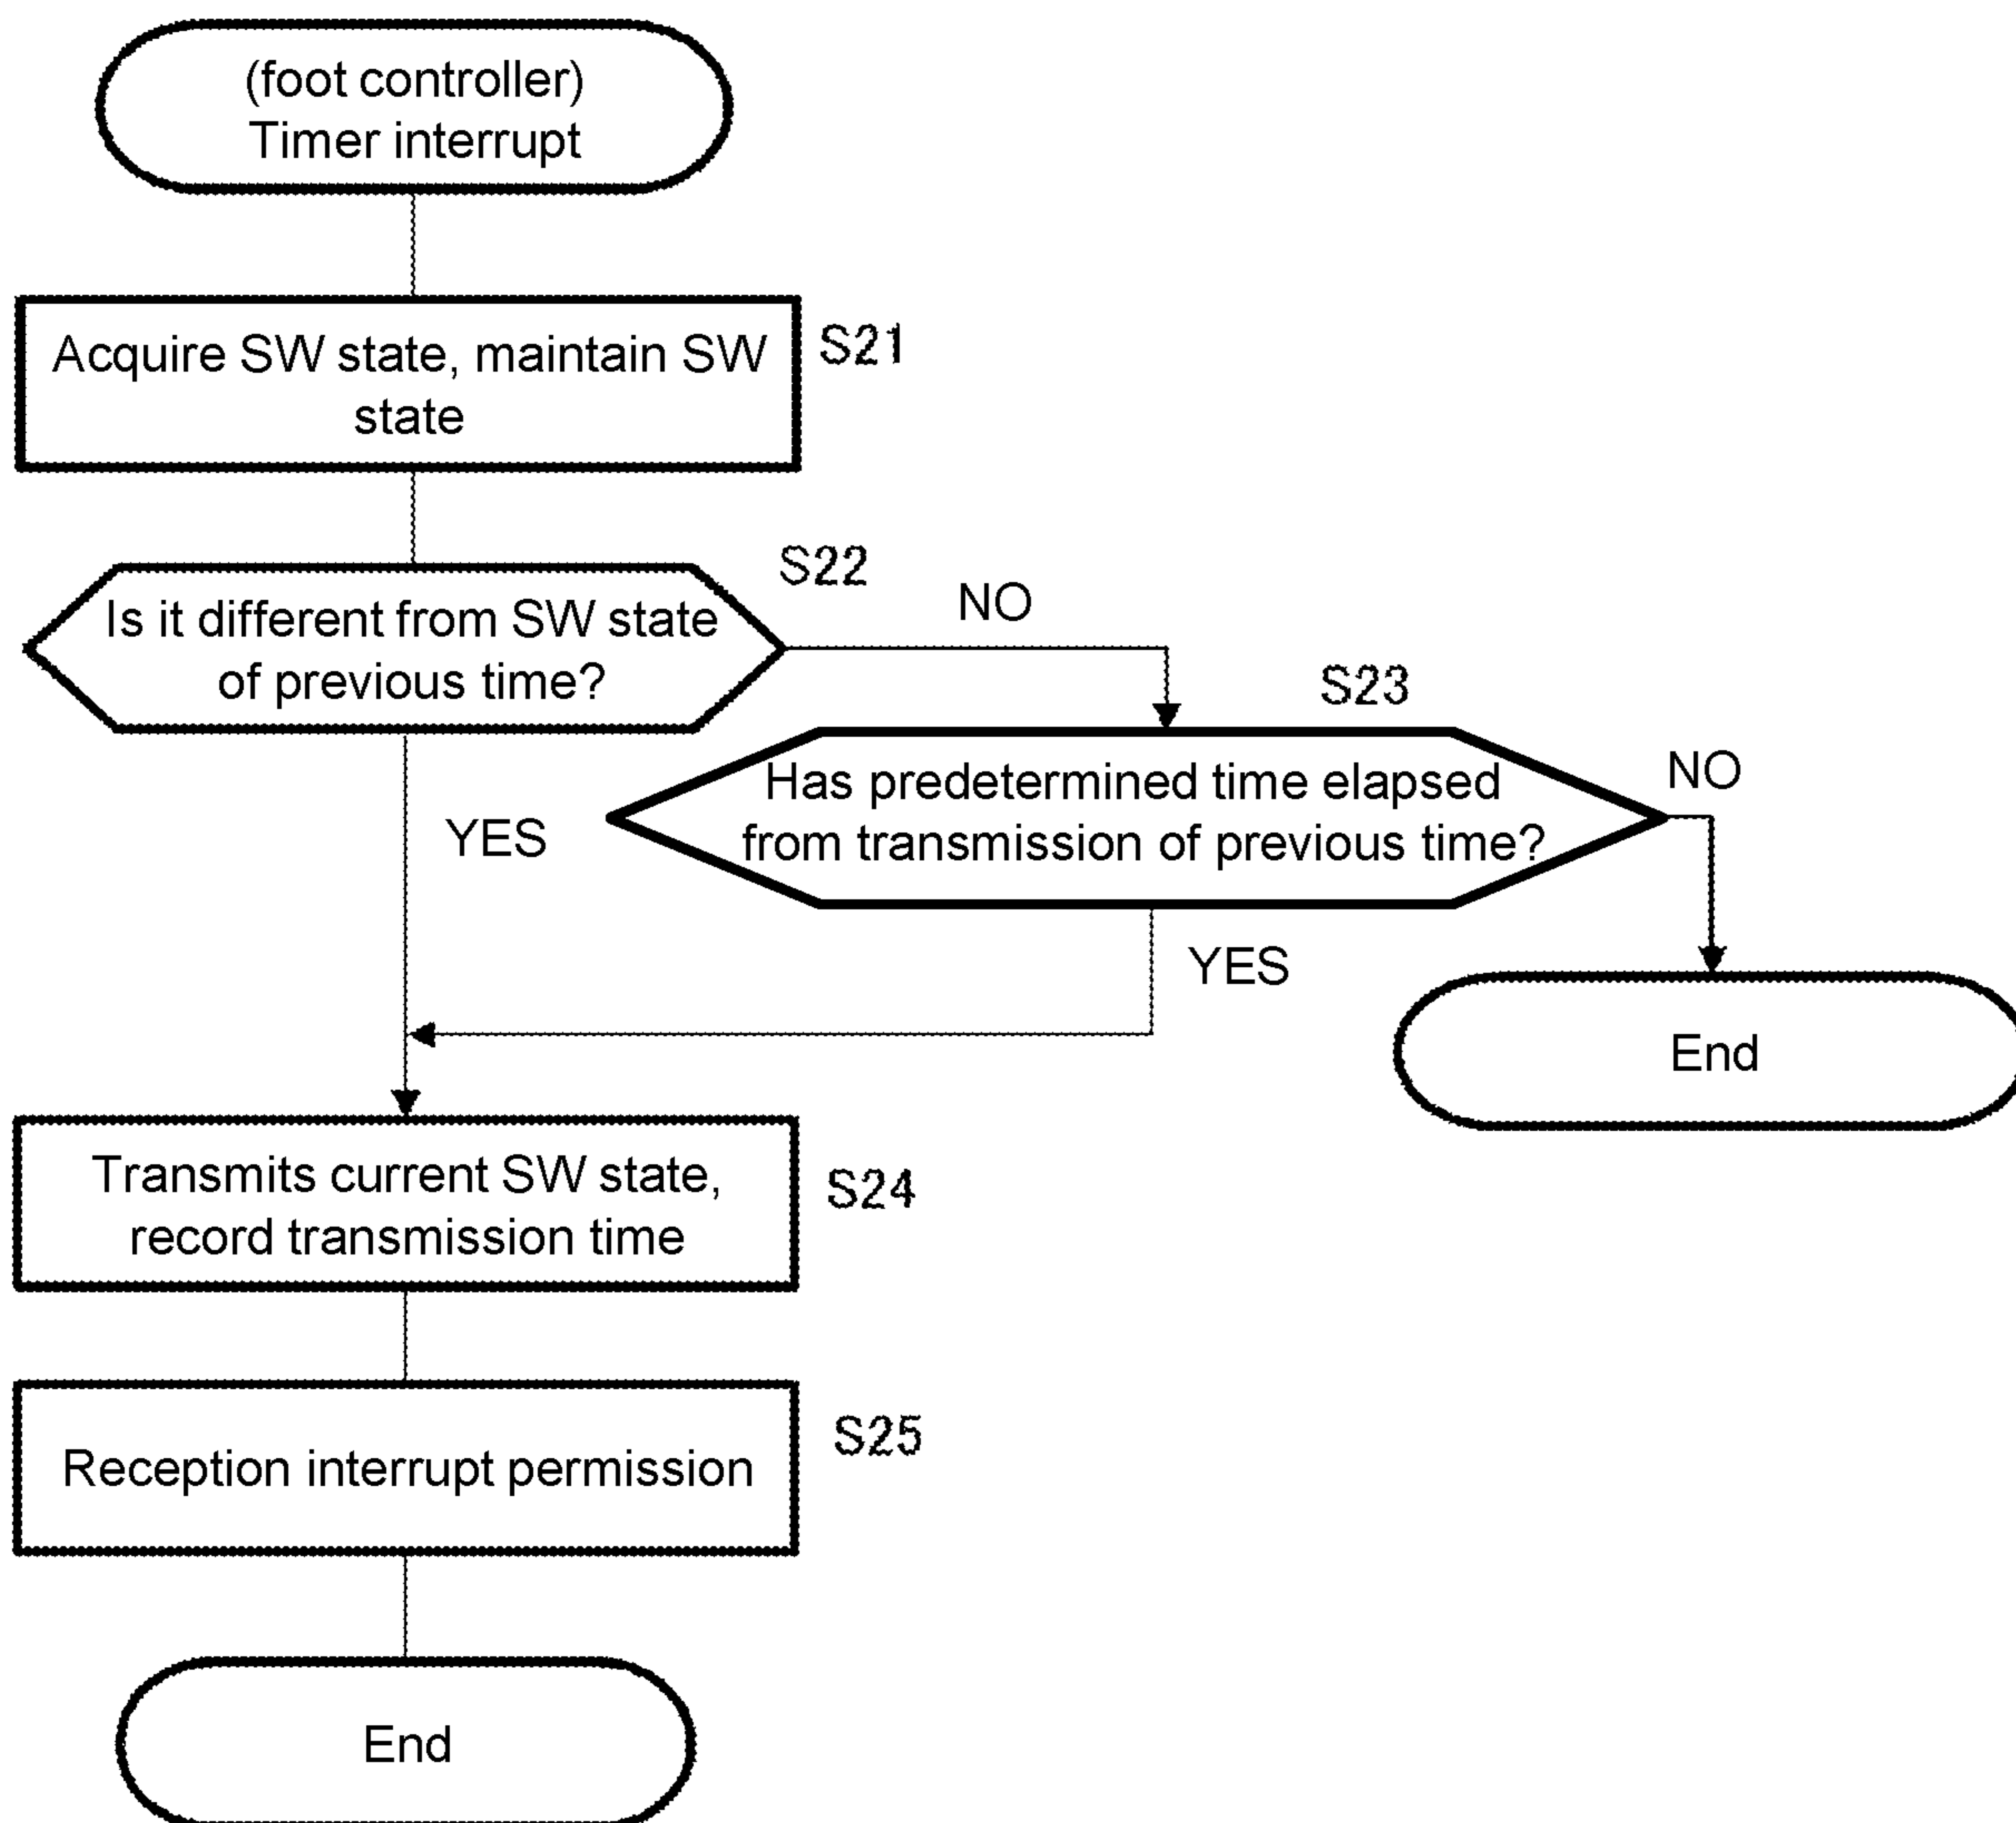 (foot controller)
Timer interrupt
Acquire SW state, maintain SW
state
S21
S22
Is it different from SW state
of previous time?
NO
S23
Has predetermined time elapsed
from transmission of previous time?
NO
YES
YES
End
Transmits current SW state,
record transmission time
S24
Reception interrupt permission
S25
End